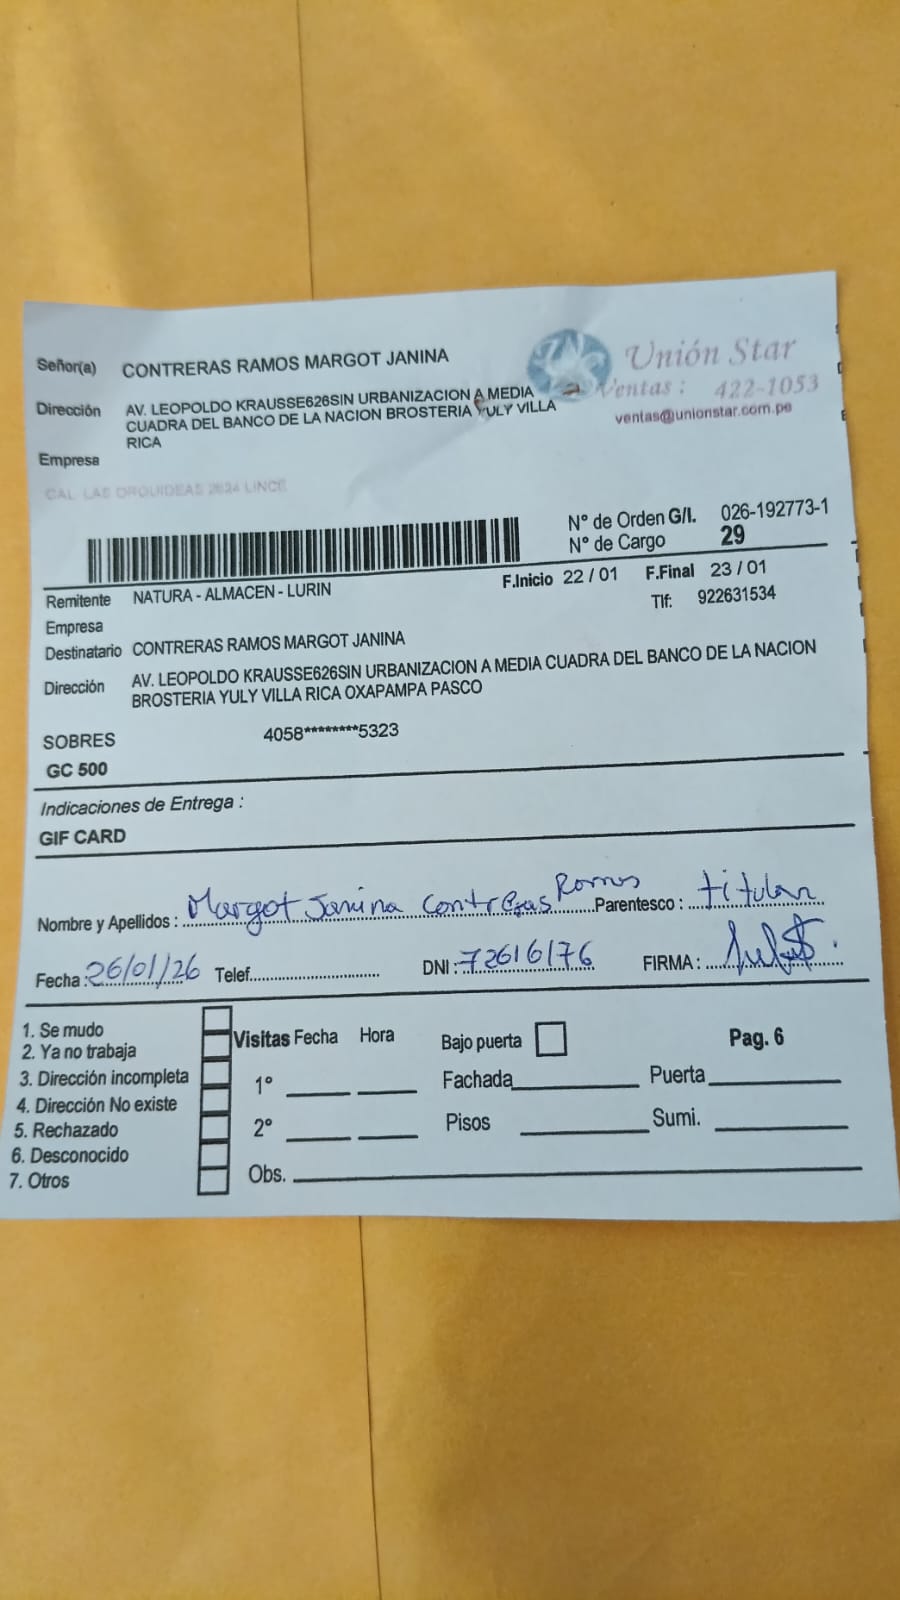 Señor(a) CONTRERAS RAMOS MARGOT JANINA
Unión Star
Ventas : 422-1053
ventas@unionstar.com.pe
Dirección AV. LEOPOLDO KRAUSSE626SIN URBANIZACION A MEDIA
CUADRA DEL BANCO DE LA NACION BROSTERIA YULY VILLA
RICA
Empresa
CAL LAS ORQUIDEAS 2624 LINCE
N° de Orden G/I. 026-192773-1
N° de Cargo 29
F.Inicio 22 / 01 F.Final 23 / 01
Remitente NATURA - ALMACEN - LURIN
Tlf: 922631534
Empresa
Destinatario CONTRERAS RAMOS MARGOT JANINA
Dirección AV. LEOPOLDO KRAUSSE626SIN URBANIZACION A MEDIA CUADRA DEL BANCO DE LA NACION
BROSTERIA YULY VILLA RICA OXAPAMPA PASCO
SOBRES 4058********5323
GC 500
Indicaciones de Entrega :
GIF CARD
Nombre y Apellidos : Margot Janina Contreras Ramos Parentesco : titular
Fecha : 26/01/26 Telef. DNI : 72616176 FIRMA :
1. Se mudo
2. Ya no trabaja
3. Dirección incompleta
4. Dirección No existe
5. Rechazado
6. Desconocido
7. Otros
Visitas Fecha Hora
1°
2°
Obs.
Bajo puerta
Fachada
Pisos
Pag. 6
Puerta
Sumi.